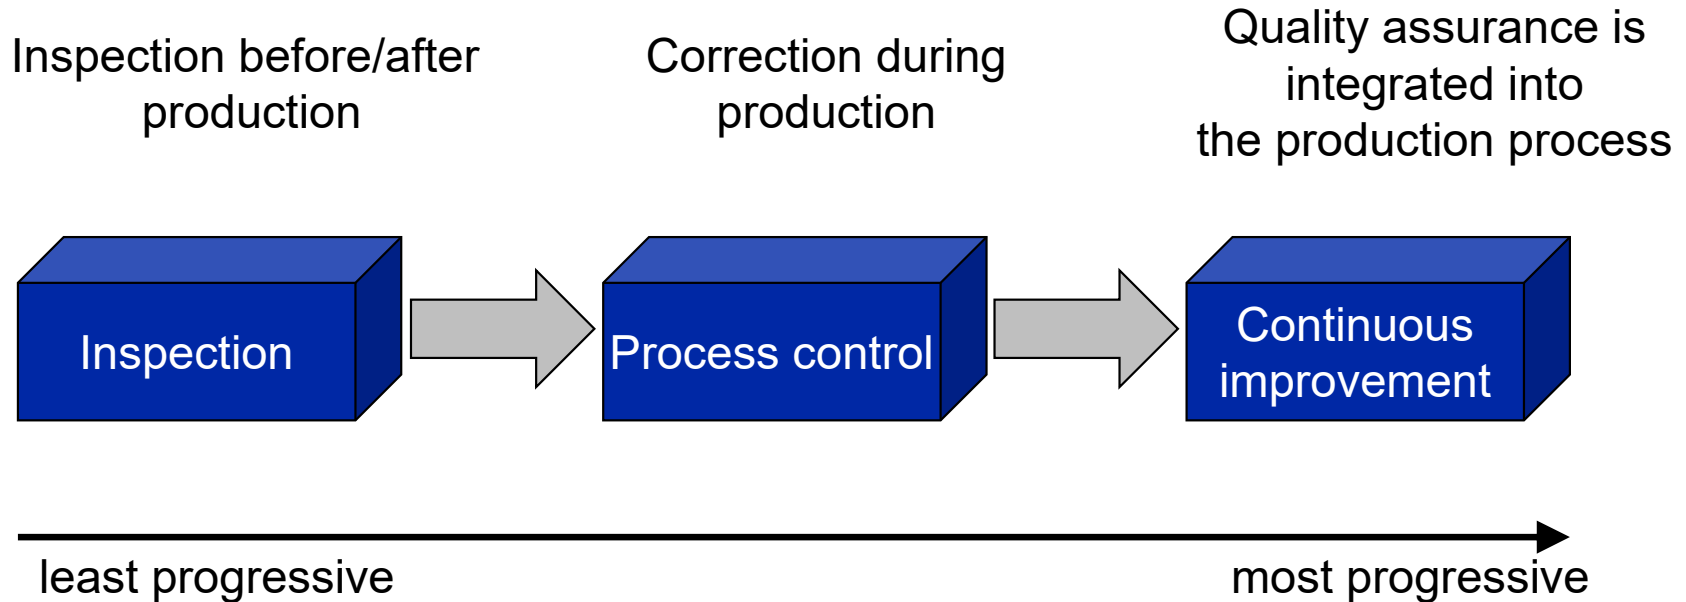 Inspection before/after
production
Correction during
production
Quality assurance is
integrated into
the production process
Inspection
Process control
Continuous
improvement
least progressive
most progressive